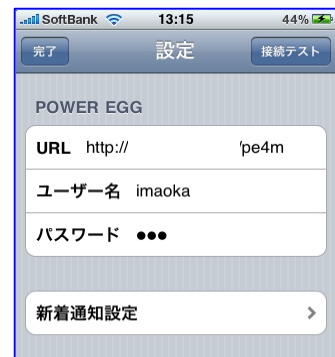 SoftBank 13:15 44%
完了 設定 接続テスト
POWER EGG
URL http:// /pe4m
ユーザー名 imaoka
パスワード ●●●
新着通知設定